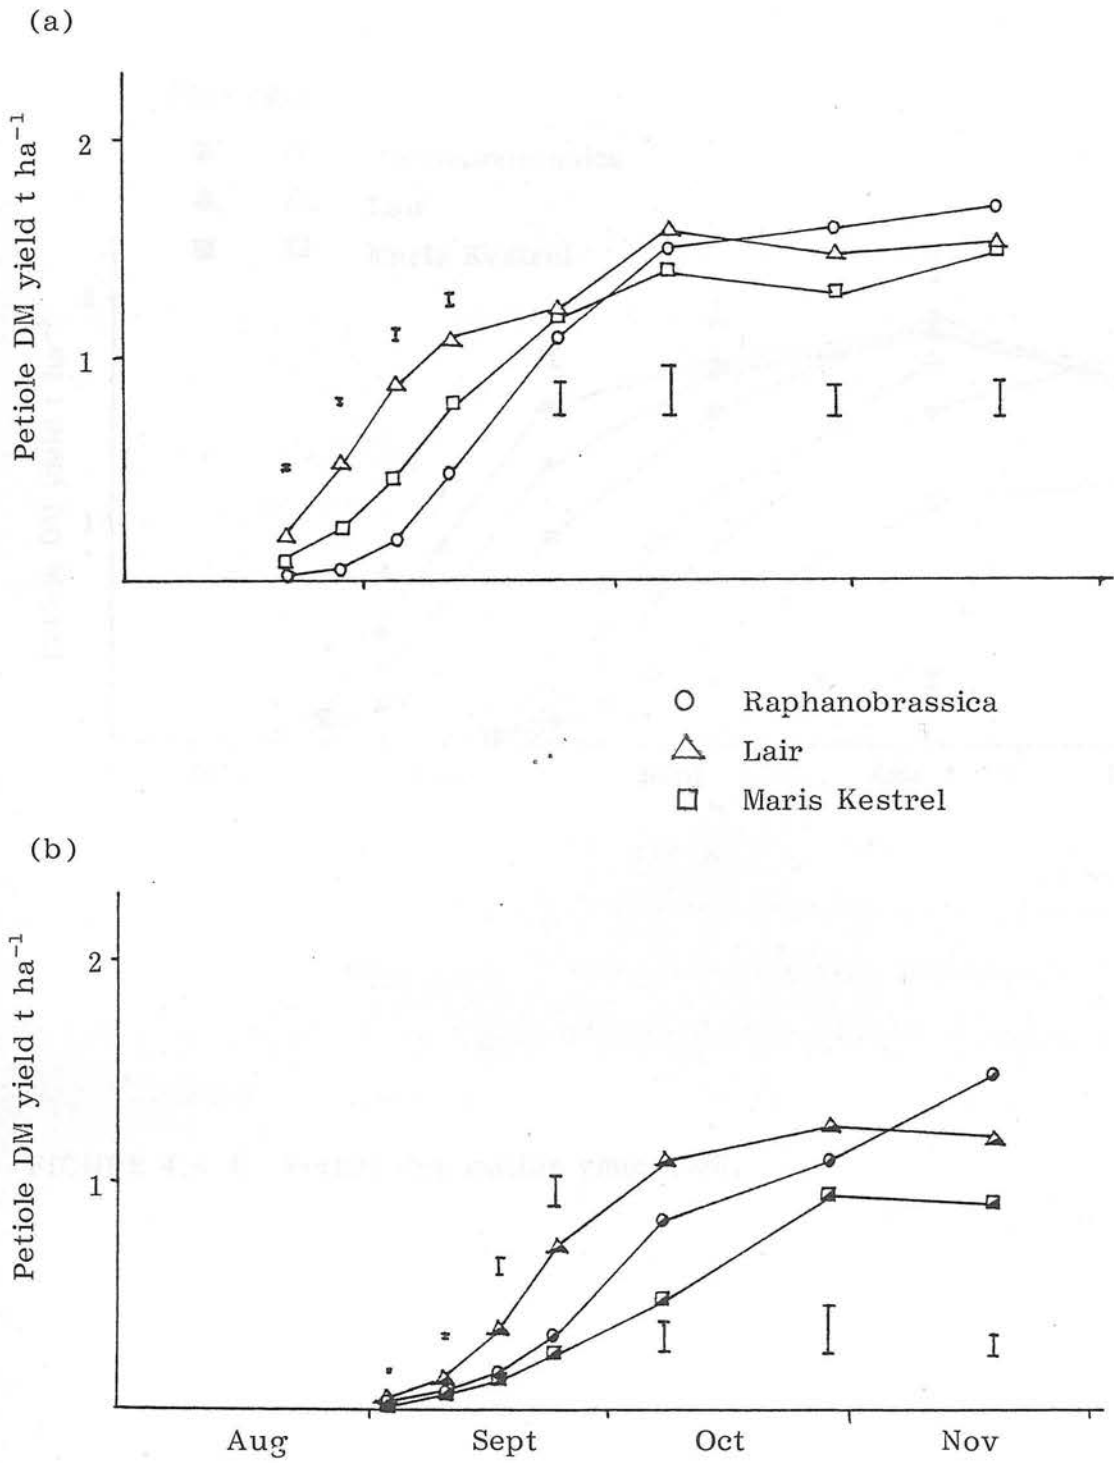 (a)
Petiole DM yield t ha⁻¹
2
1
Raphanobrassica
Lair
Maris Kestrel
(b)
Petiole DM yield t ha⁻¹
2
1
Aug Sept Oct Nov